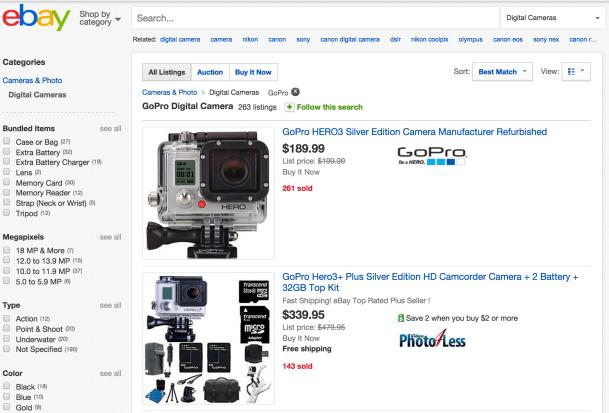 ebay
Shop by
category
Search...
Digital Cameras
Related: digital camera camera nikon canon sony canon digital camera dslr nikon coolpix olympus canon eos sony nex canon r...
Categories
Cameras & Photo
Digital Cameras
Bundled Items see all
Case or Bag (27)
Extra Battery (32)
Extra Battery Charger (19)
Lens (2)
Memory Card (30)
Memory Reader (12)
Strap (Neck or Wrist) (5)
Tripod (12)
Megapixels see all
18 MP & More (7)
12.0 to 13.9 MP (15)
10.0 to 11.9 MP (37)
5.0 to 5.9 MP (6)
Type see all
Action (12)
Point & Shoot (20)
Underwater (20)
Not Specified (190)
Color see all
Black (18)
Blue (10)
Gold (9)
All Listings Auction Buy It Now
Sort: Best Match View:
Cameras & Photo > Digital Cameras GoPro
GoPro Digital Camera 263 listings + Follow this search
HERO
GoPro HERO3 Silver Edition Camera Manufacturer Refurbished
$189.99
List price: $199.99
Buy It Now
261 sold
GoPro
Be a HERO.
Transcend
micro
GoPro Hero3+ Plus Silver Edition HD Camcorder Camera + 2 Battery +
32GB Top Kit
Fast Shipping! eBay Top Rated Plus Seller !
$339.95
List price: $479.95
Buy It Now
Free shipping
143 sold
Save 2 when you buy $2 or more
Photo4Less